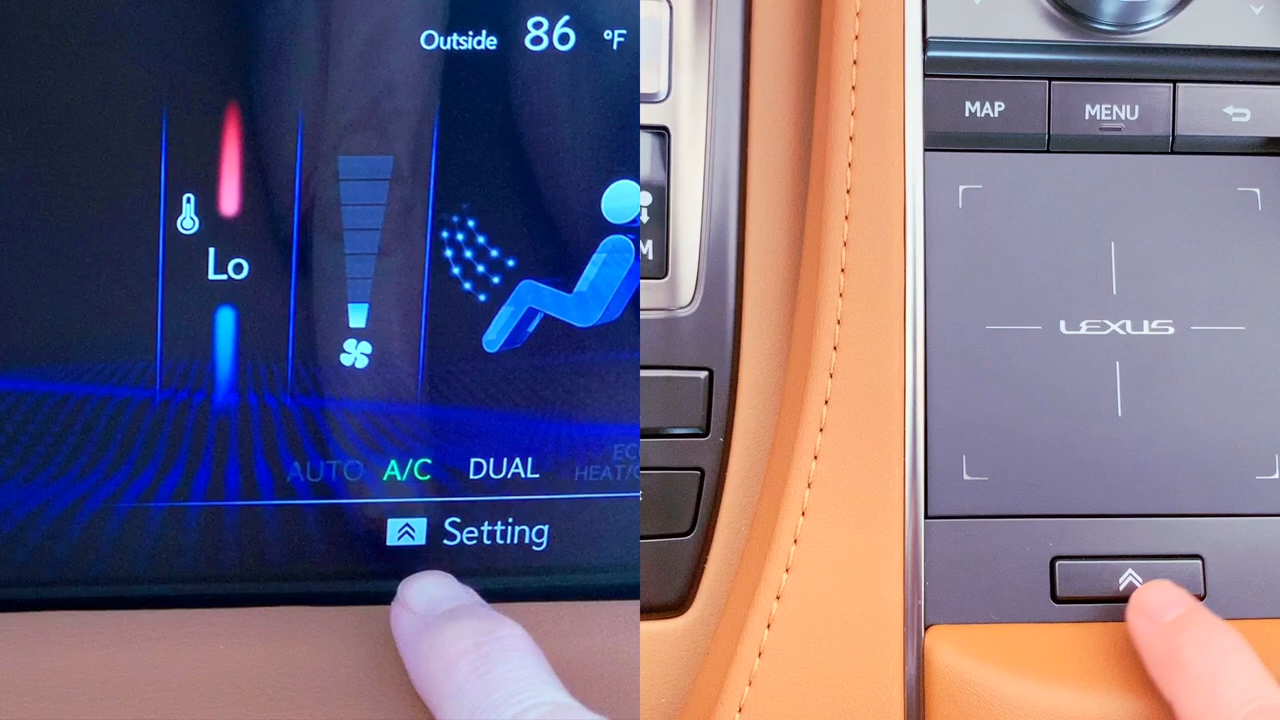 Outside 86 °F
Lo
AUTO A/C DUAL
Setting
MAP MENU
LEXUS